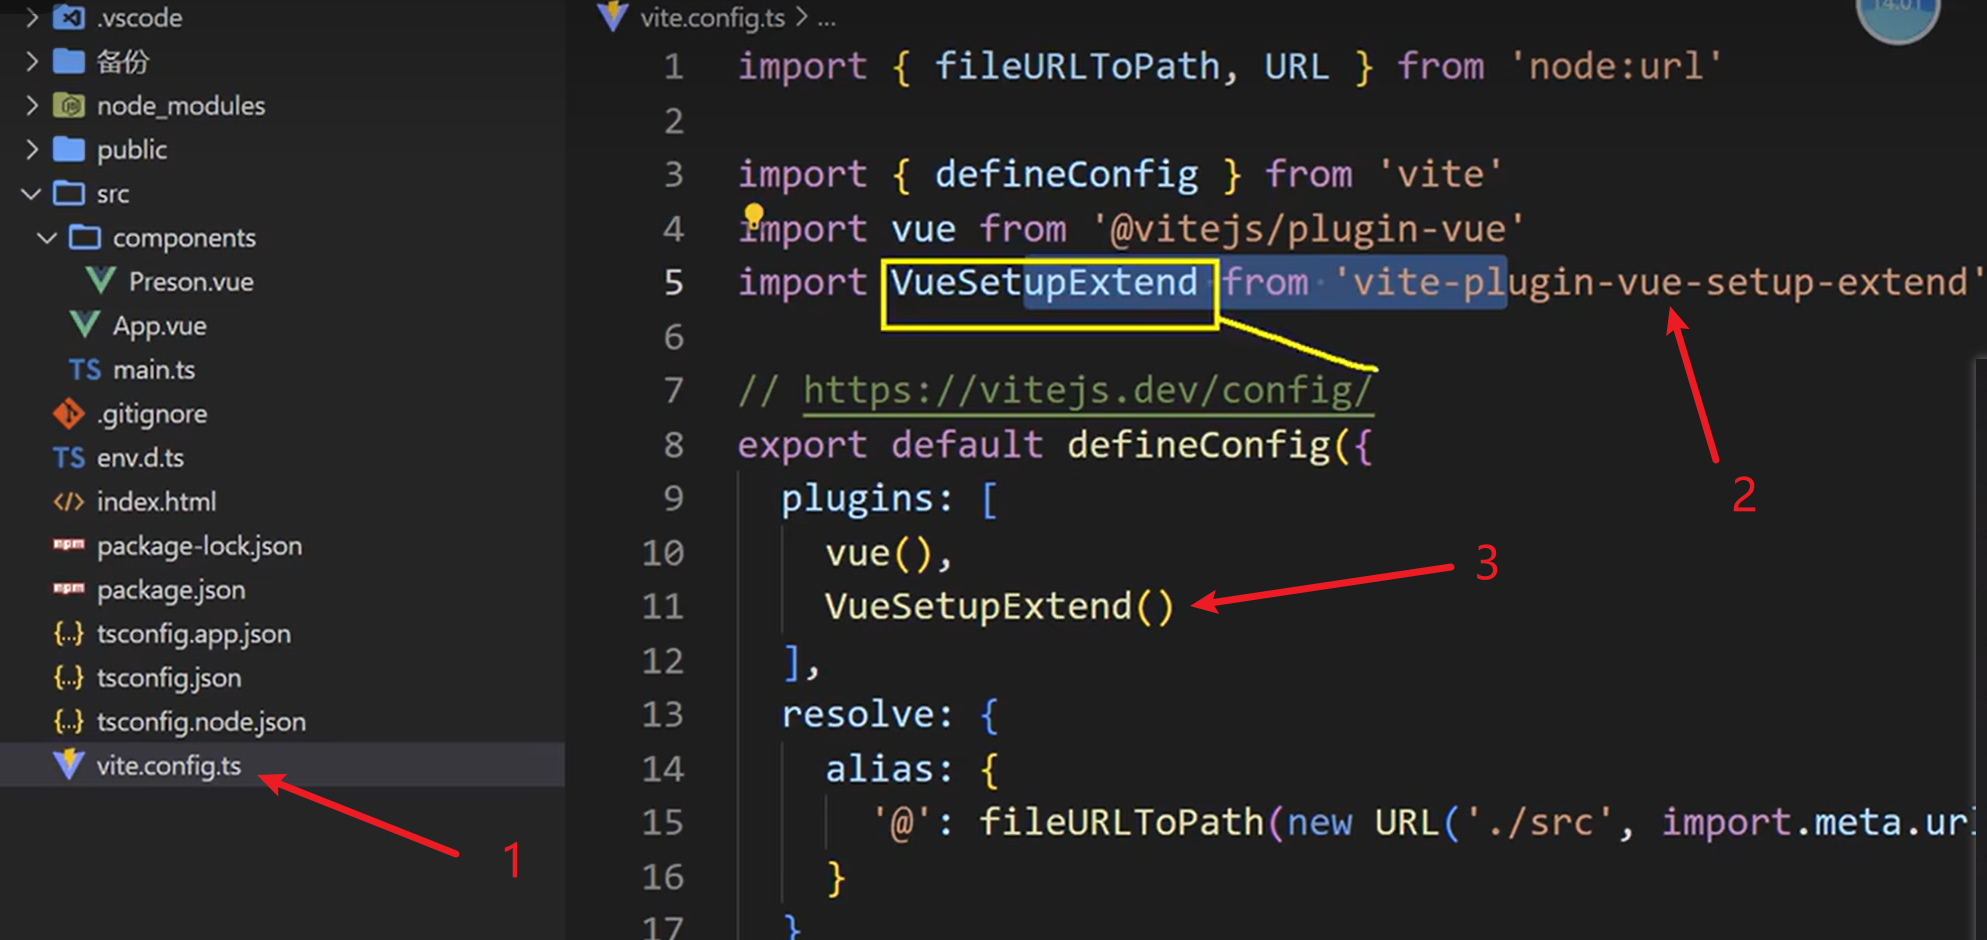 .vscode
备份
node_modules
public
src
components
Preson.vue
App.vue
TS main.ts
.gitignore
TS env.d.ts
</> index.html
npm package-lock.json
npm package.json
{..} tsconfig.app.json
{..} tsconfig.json
{..} tsconfig.node.json
vite.config.ts
1
vite.config.ts > ...
14:01
1 import { fileURLToPath, URL } from 'node:url'
2
3 import { defineConfig } from 'vite'
4 import vue from '@vitejs/plugin-vue'
5 import VueSetupExtend from 'vite-plugin-vue-setup-extend'
6
7 // https://vitejs.dev/config/
8 export default defineConfig({
9 plugins: [
10 vue(),
11 VueSetupExtend()
12 ],
13 resolve: {
14 alias: {
15 '@': fileURLToPath(new URL('./src', import.meta.url
16 }
17 }
2
3